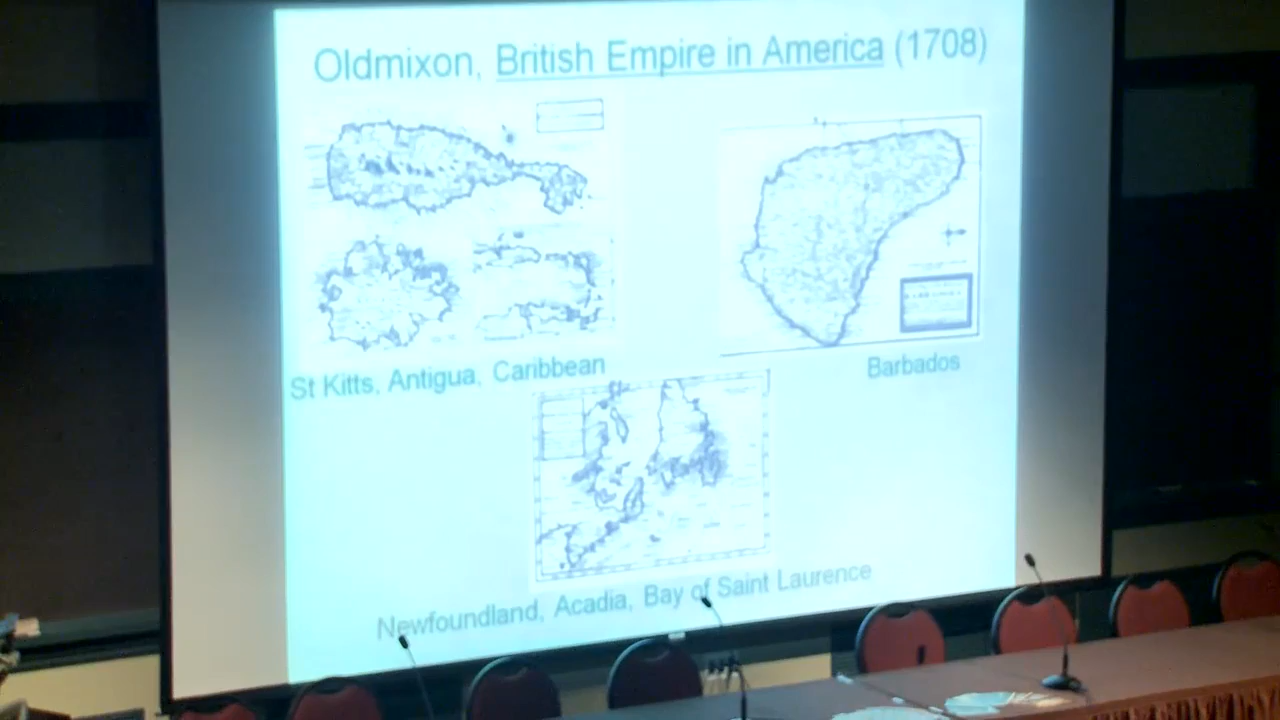 Oldmixon, British Empire in America (1708)
St Kitts, Antigua, Caribbean
Barbados
Newfoundland, Acadia, Bay of Saint Laurence